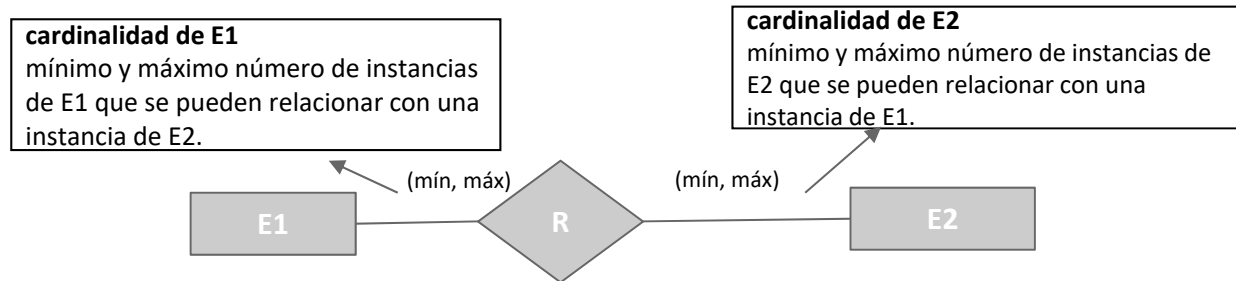 cardinalidad de E1
mínimo y máximo número de instancias
de E1 que se pueden relacionar con una
instancia de E2.
cardinalidad de E2
mínimo y máximo número de instancias de
E2 que se pueden relacionar con una
instancia de E1.
(mín, máx)
(mín, máx)
E1
R
E2